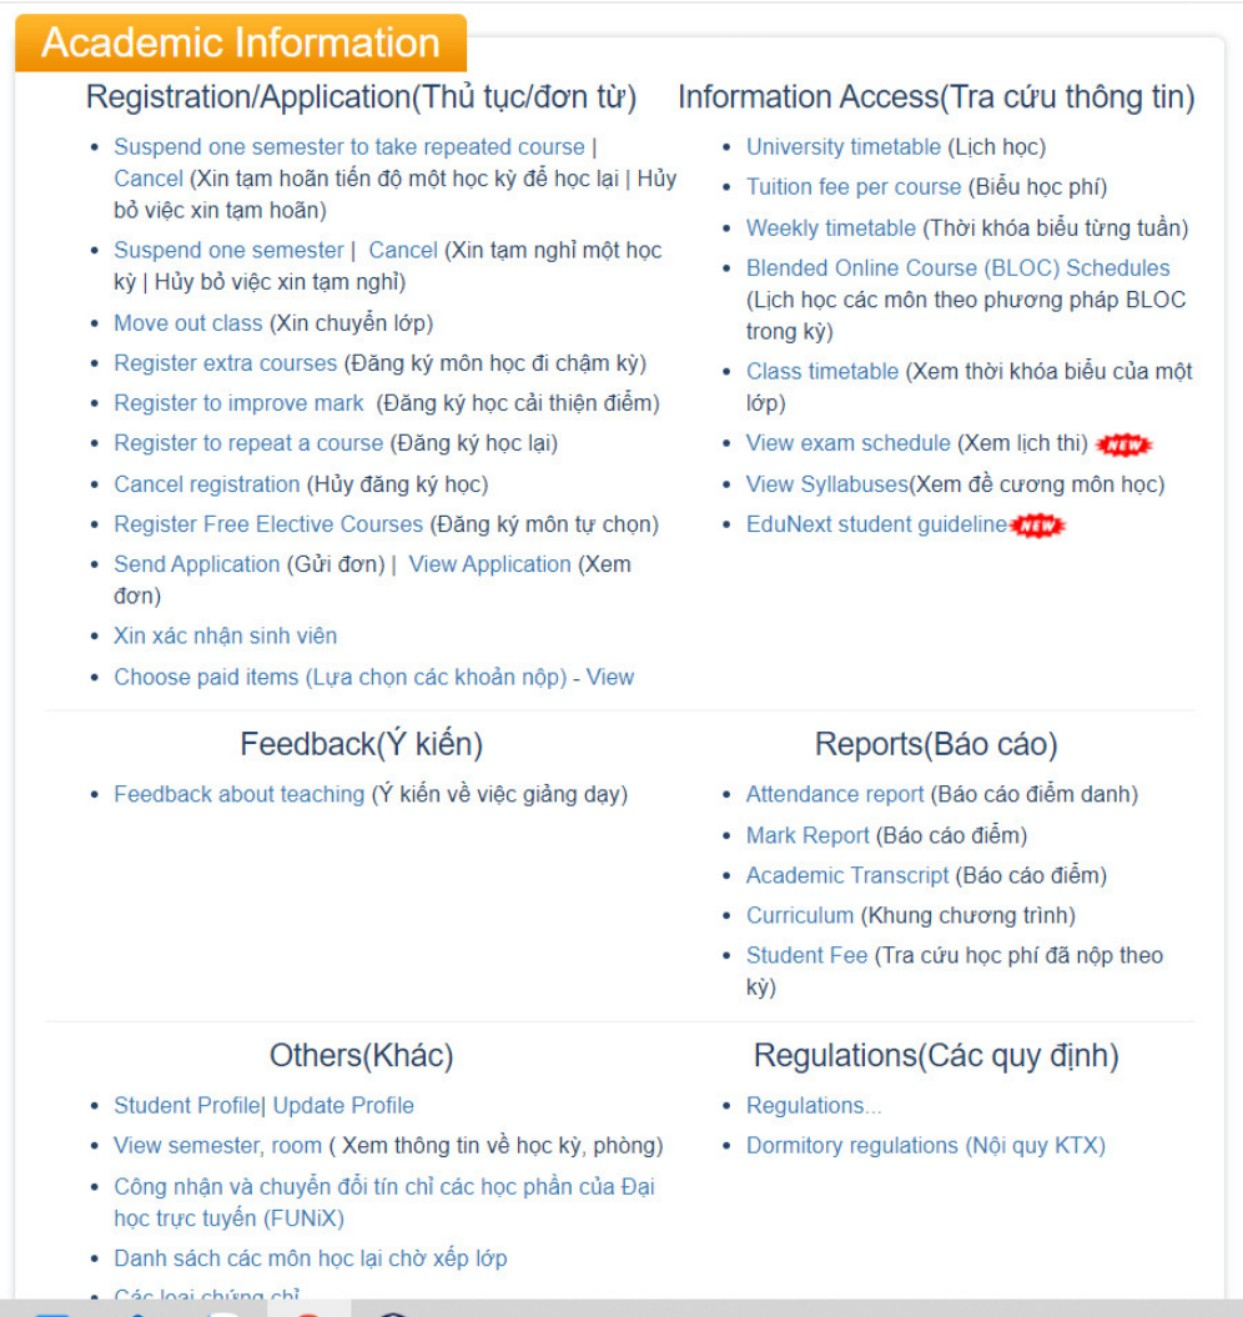 Academic Information
Registration/Application(Thủ tục/đơn từ)
Suspend one semester to take repeated course |
Cancel (Xin tạm hoãn tiến độ một học kỳ để học lại | Hủy
bỏ việc xin tạm hoãn)
Suspend one semester | Cancel (Xin tạm nghỉ một học
kỳ | Hủy bỏ việc xin tạm nghỉ)
Move out class (Xin chuyển lớp)
Register extra courses (Đăng ký môn học đi chậm kỳ)
Register to improve mark (Đăng ký học cải thiện điểm)
Register to repeat a course (Đăng ký học lại)
Cancel registration (Hủy đăng ký học)
Register Free Elective Courses (Đăng ký môn tự chọn)
Send Application (Gửi đơn) | View Application (Xem
đơn)
Xin xác nhận sinh viên
Choose paid items (Lựa chọn các khoản nộp) - View
Information Access(Tra cứu thông tin)
University timetable (Lịch học)
Tuition fee per course (Biểu học phí)
Weekly timetable (Thời khóa biểu từng tuần)
Blended Online Course (BLOC) Schedules
(Lịch học các môn theo phương pháp BLOC
trong kỳ)
Class timetable (Xem thời khóa biểu của một
lớp)
View exam schedule (Xem lịch thi) NEW
View Syllabuses(Xem đề cương môn học)
EduNext student guideline NEW
Feedback(Ý kiến)
Feedback about teaching (Ý kiến về việc giảng dạy)
Reports(Báo cáo)
Attendance report (Báo cáo điểm danh)
Mark Report (Báo cáo điểm)
Academic Transcript (Báo cáo điểm)
Curriculum (Khung chương trình)
Student Fee (Tra cứu học phí đã nộp theo
kỳ)
Others(Khác)
Student Profile| Update Profile
View semester, room ( Xem thông tin về học kỳ, phòng)
Công nhận và chuyển đổi tín chỉ các học phần của Đại
học trực tuyến (FUNiX)
Danh sách các môn học lại chờ xếp lớp
Các loại chứng chỉ
Regulations(Các quy định)
Regulations...
Dormitory regulations (Nội quy KTX)